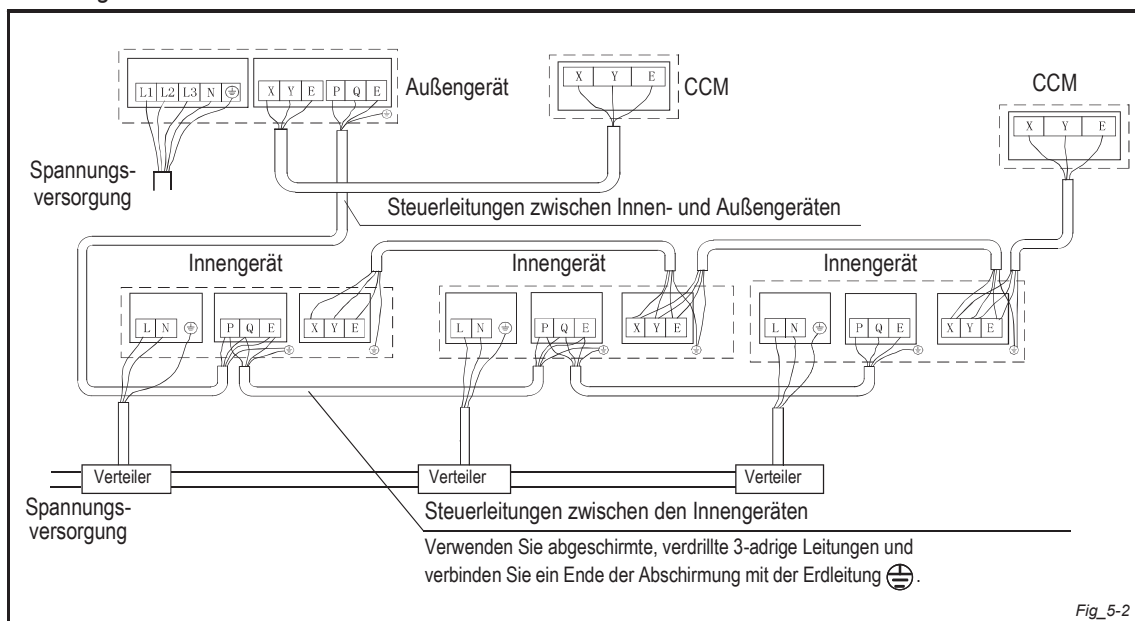 L1 L2 L3 N
X Y E P Q E
Außengerät
X Y E
CCM
CCM
X Y E
Spannungs-
versorgung
Steuerleitungen zwischen Innen- und Außengeräten
Innengerät
Innengerät
Innengerät
L N
P Q E
X Y E
L N
P Q E
X Y E
L N
P Q E
X Y E
Verteiler
Verteiler
Verteiler
Spannungs-
versorgung
Steuerleitungen zwischen den Innengeräten
Verwenden Sie abgeschirmte, verdrillte 3-adrige Leitungen und
verbinden Sie ein Ende der Abschirmung mit der Erdleitung .
Fig_5-2